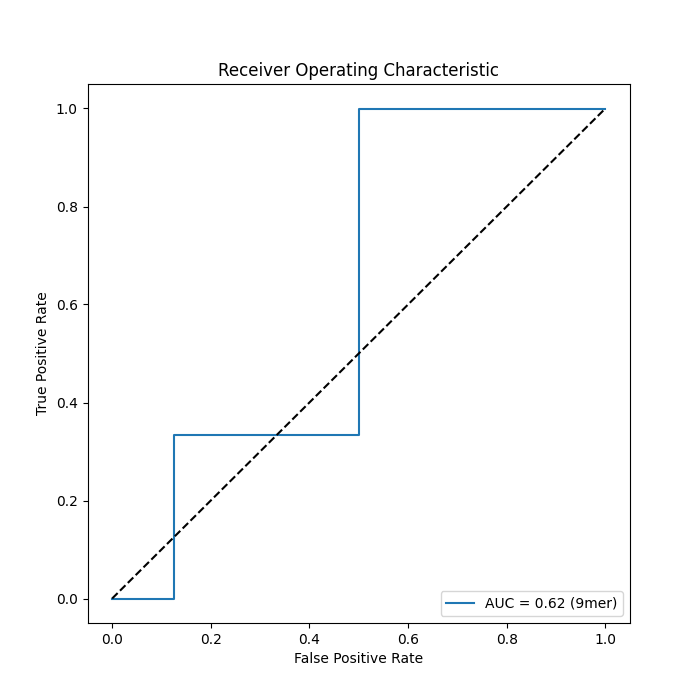 Receiver Operating Characteristic
1.0
0.8
0.6
0.4
0.2
0.0
True Positive Rate
AUC = 0.62 (9mer)
0.0 0.2 0.4 0.6 0.8 1.0
False Positive Rate